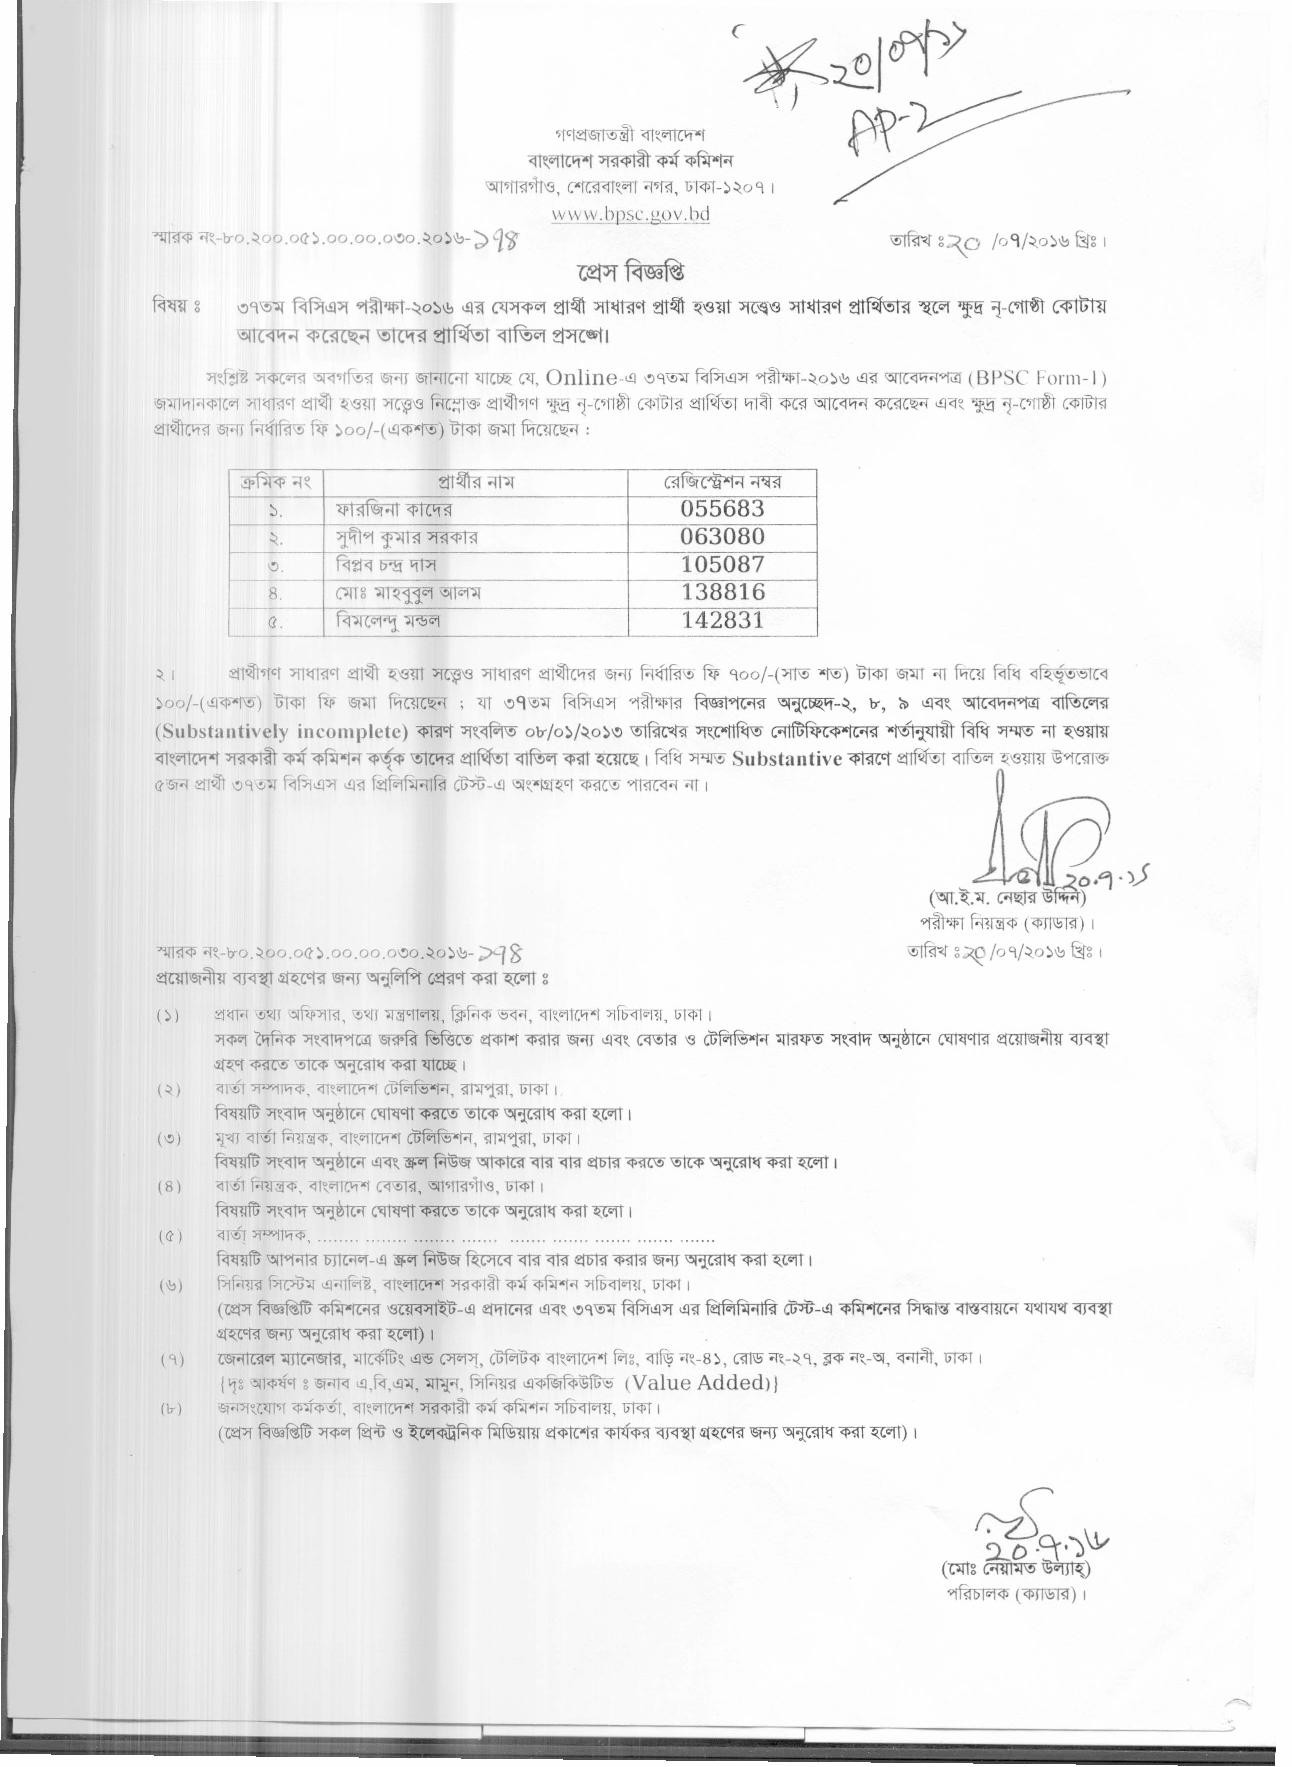 ২০/০৭/১৬
AP-2
গণপ্রজাতন্ত্রী বাংলাদেশ
বাংলাদেশ সরকারী কর্ম কমিশন
আগারগাঁও, শেরেবাংলা নগর, ঢাকা-১২০৭।
www.bpsc.gov.bd
স্মারক নং-৮০.২০০.০৫১.০০.০০.০৩০.২০১৬-১৭৪ তারিখ ঃ২০ /০৭/২০১৬ খ্রিঃ।
প্রেস বিজ্ঞপ্তি
বিষয় ঃ ৩৭তম বিসিএস পরীক্ষা-২০১৬ এর যেসকল প্রার্থী সাধারণ প্রার্থী হওয়া সত্ত্বেও সাধারণ প্রার্থিতার স্থলে ক্ষুদ্র নৃ-গোষ্ঠী কোটায়
আবেদন করেছেন তাদের প্রার্থিতা বাতিল প্রসঙ্গে।
সংশ্লিষ্ট সকলের অবগতির জন্য জানানো যাচ্ছে যে, Online-এ ৩৭তম বিসিএস পরীক্ষা-২০১৬ এর আবেদনপত্র (BPSC Form-1)
জমাদানকালে সাধারণ প্রার্থী হওয়া সত্ত্বেও নিম্নোক্ত প্রার্থীগণ ক্ষুদ্র নৃ-গোষ্ঠী কোটার প্রার্থিতা দাবী করে আবেদন করেছেন এবং ক্ষুদ্র নৃ-গোষ্ঠী কোটার
প্রার্থীদের জন্য নির্ধারিত ফি ১০০/-(একশত) টাকা জমা দিয়েছেন :
ক্রমিক নং প্রার্থীর নাম রেজিস্ট্রেশন নম্বর
১. ফারজিনা কাদের 055683
২. সুদীপ কুমার সরকার 063080
৩. বিপ্লব চন্দ্র দাস 105087
৪. মোঃ মাহবুবুল আলম 138816
৫. বিমলেন্দু মন্ডল 142831
২। প্রার্থীগণ সাধারণ প্রার্থী হওয়া সত্ত্বেও সাধারণ প্রার্থীদের জন্য নির্ধারিত ফি ৭০০/-(সাত শত) টাকা জমা না দিয়ে বিধি বহির্ভূতভাবে
১০০/-(একশত) টাকা ফি জমা দিয়েছেন ; যা ৩৭তম বিসিএস পরীক্ষার বিজ্ঞাপনের অনুচ্ছেদ-২, ৮, ৯ এবং আবেদনপত্র বাতিলের
(Substantively incomplete) কারণ সংবলিত ০৮/০১/২০১৩ তারিখের সংশোধিত নোটিফিকেশনের শর্তানুযায়ী বিধি সম্মত না হওয়ায়
বাংলাদেশ সরকারী কর্ম কমিশন কর্তৃক তাদের প্রার্থিতা বাতিল করা হয়েছে। বিধি সম্মত Substantive কারণে প্রার্থিতা বাতিল হওয়ায় উপরোক্ত
৫জন প্রার্থী ৩৭তম বিসিএস এর প্রিলিমিনারি টেস্ট-এ অংশগ্রহণ করতে পারবেন না।
২০.৭.১৬
(আ.ই.ম. নেছার উদ্দিন)
পরীক্ষা নিয়ন্ত্রক (ক্যাডার)।
স্মারক নং-৮০.২০০.০৫১.০০.০০.০৩০.২০১৬-১৭৪ তারিখ ঃ২০/০৭/২০১৬ খ্রিঃ।
প্রয়োজনীয় ব্যবস্থা গ্রহণের জন্য অনুলিপি প্রেরণ করা হলো ঃ
(১) প্রধান তথ্য অফিসার, তথ্য মন্ত্রণালয়, ক্লিনিক ভবন, বাংলাদেশ সচিবালয়, ঢাকা।
সকল দৈনিক সংবাদপত্রে জরুরি ভিত্তিতে প্রকাশ করার জন্য এবং বেতার ও টেলিভিশন মারফত সংবাদ অনুষ্ঠানে ঘোষণার প্রয়োজনীয় ব্যবস্থা
গ্রহণ করতে তাকে অনুরোধ করা যাচ্ছে।
(২) বার্তা সম্পাদক, বাংলাদেশ টেলিভিশন, রামপুরা, ঢাকা।
বিষয়টি সংবাদ অনুষ্ঠানে ঘোষণা করতে তাকে অনুরোধ করা হলো।
(৩) মূখ্য বার্তা নিয়ন্ত্রক, বাংলাদেশ টেলিভিশন, রামপুরা, ঢাকা।
বিষয়টি সংবাদ অনুষ্ঠানে এবং স্ক্রল নিউজ আকারে বার বার প্রচার করতে তাকে অনুরোধ করা হলো।
(৪) বার্তা নিয়ন্ত্রক, বাংলাদেশ বেতার, আগারগাঁও, ঢাকা।
বিষয়টি সংবাদ অনুষ্ঠানে ঘোষণা করতে তাকে অনুরোধ করা হলো।
(৫) বার্তা সম্পাদক, ....... ........ ........ ....... ....... ....... ....... .......
বিষয়টি আপনার চ্যানেল-এ স্ক্রল নিউজ হিসেবে বার বার প্রচার করার জন্য অনুরোধ করা হলো।
(৬) সিনিয়র সিস্টেম এনালিষ্ট, বাংলাদেশ সরকারী কর্ম কমিশন সচিবালয়, ঢাকা।
(প্রেস বিজ্ঞপ্তিটি কমিশনের ওয়েবসাইট-এ প্রদানের এবং ৩৭তম বিসিএস এর প্রিলিমিনারি টেস্ট-এ কমিশনের সিদ্ধান্ত বাস্তবায়নে যথাযথ ব্যবস্থা
গ্রহণের জন্য অনুরোধ করা হলো)।
(৭) জেনারেল ম্যানেজার, মার্কেটিং এন্ড সেলস্, টেলিটক বাংলাদেশ লিঃ, বাড়ি নং-৪১, রোড নং-২৭, ব্লক নং-অ, বনানী, ঢাকা।
{দৃঃ আকর্ষণ ঃ জনাব এ,বি,এম, মামুন, সিনিয়র একজিকিউটিভ (Value Added)}
(৮) জনসংযোগ কর্মকর্তা, বাংলাদেশ সরকারী কর্ম কমিশন সচিবালয়, ঢাকা।
(প্রেস বিজ্ঞপ্তিটি সকল প্রিন্ট ও ইলেকট্রনিক মিডিয়ায় প্রকাশের কার্যকর ব্যবস্থা গ্রহণের জন্য অনুরোধ করা হলো)।
২০.৭.১৬
(মোঃ নেয়ামত উল্যাহ্)
পরিচালক (ক্যাডার)।